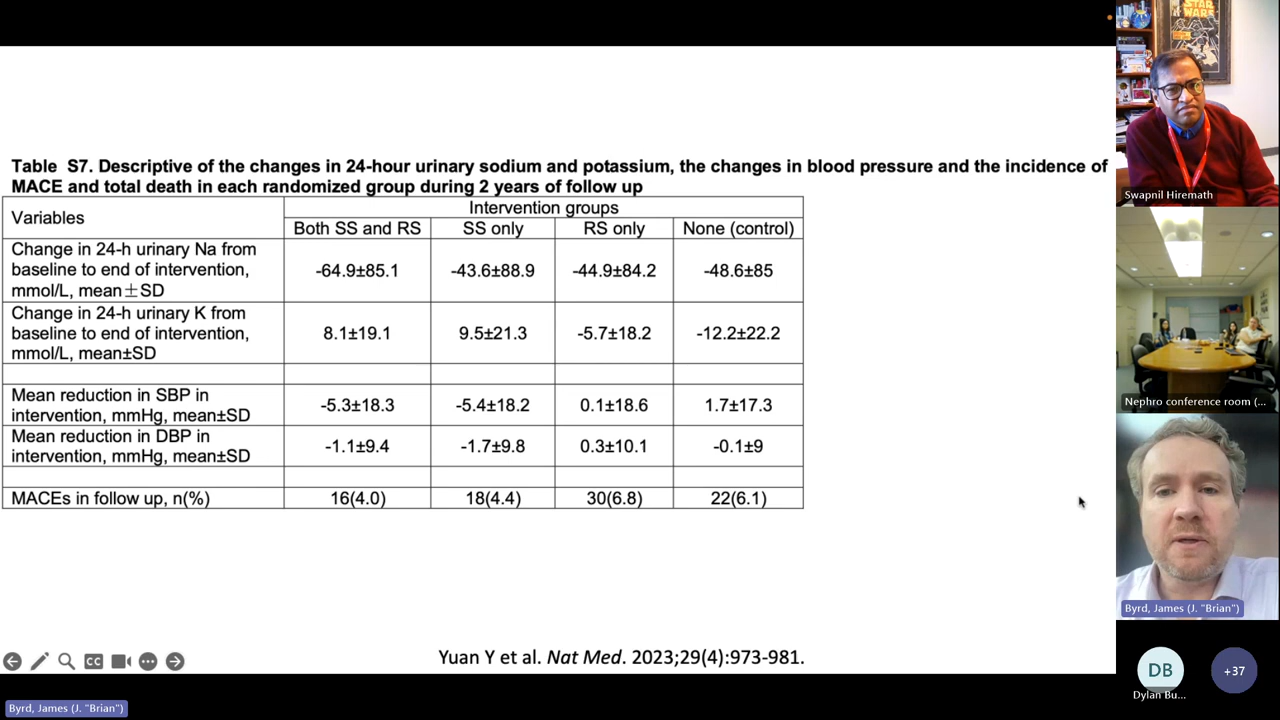 Table S7. Descriptive of the changes in 24-hour urinary sodium and potassium, the changes in blood pressure and the incidence of
MACE and total death in each randomized group during 2 years of follow up
Variables
Intervention groups
Both SS and RS
SS only
RS only
None (control)
Change in 24-h urinary Na from
baseline to end of intervention,
mmol/L, mean±SD
-64.9±85.1
-43.6±88.9
-44.9±84.2
-48.6±85
Change in 24-h urinary K from
baseline to end of intervention,
mmol/L, mean±SD
8.1±19.1
9.5±21.3
-5.7±18.2
-12.2±22.2
Mean reduction in SBP in
intervention, mmHg, mean±SD
-5.3±18.3
-5.4±18.2
0.1±18.6
1.7±17.3
Mean reduction in DBP in
intervention, mmHg, mean±SD
-1.1±9.4
-1.7±9.8
0.3±10.1
-0.1±9
MACEs in follow up, n(%)
16(4.0)
18(4.4)
30(6.8)
22(6.1)
Yuan Y et al. Nat Med. 2023;29(4):973-981.
CC
Byrd, James (J. "Brian")
STAR
WARS
Swapnil Hiremath
Nephro conference room (...
Byrd, James (J. "Brian")
DB
Dylan Bu...
+37